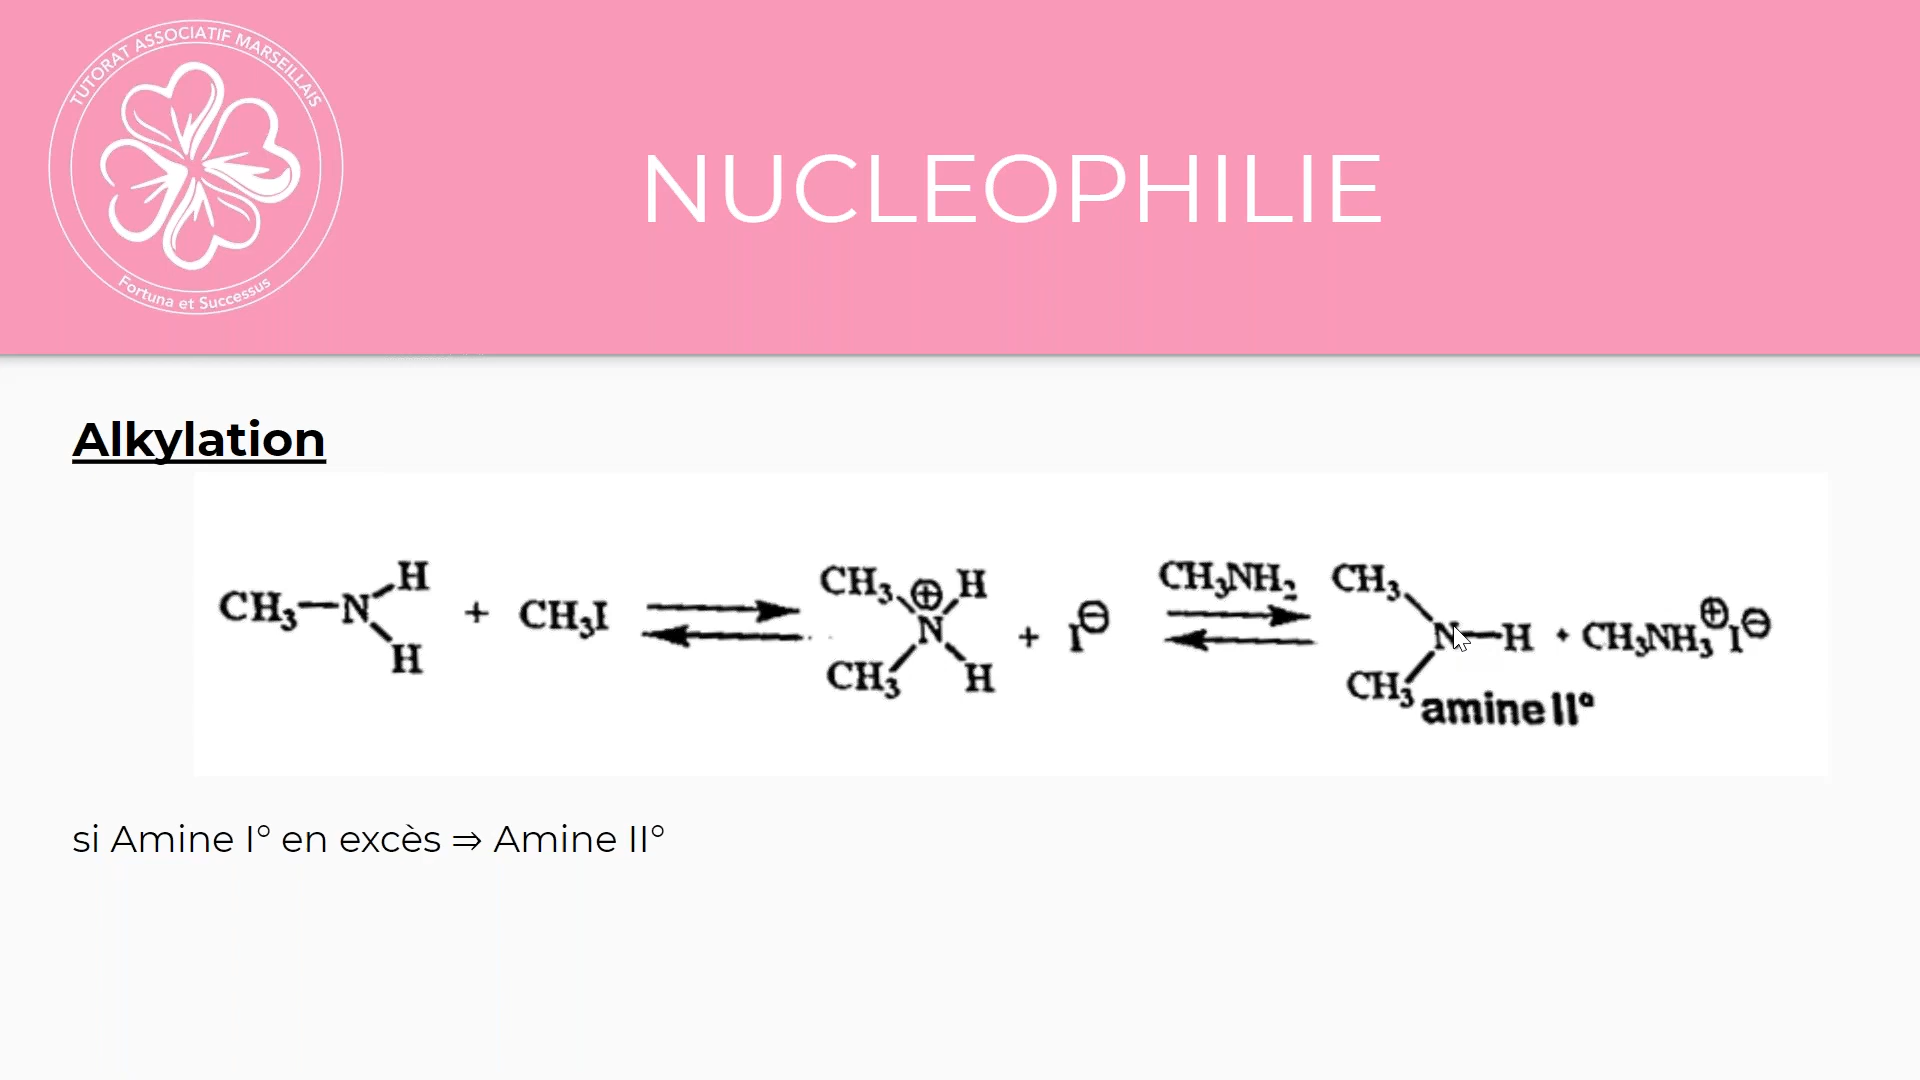 TUTORAT ASSOCIATIF MARSEILLAIS
Fortuna et Successus
NUCLEOPHILIE
Alkylation
CH₃—N H H + CH₃I CH₃ CH₃ N⊕ H H + I⊖ CH₃NH₂ CH₃ CH₃ N—H + CH₃NH₃⊕ I⊖
amine II°
si Amine I° en excès ⇒ Amine II°